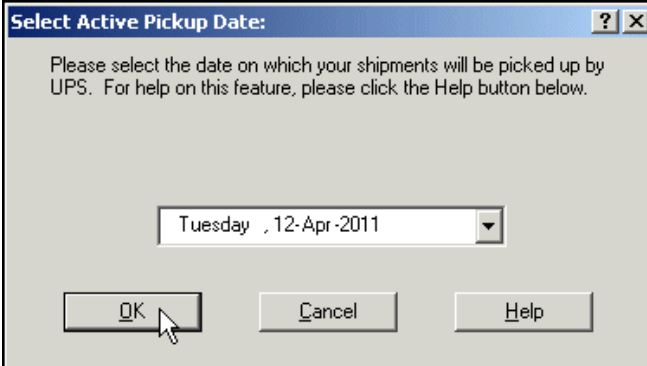 Select Active Pickup Date:
Please select the date on which your shipments will be picked up by
UPS. For help on this feature, please click the Help button below.
Tuesday , 12-Apr-2011
OK Cancel Help